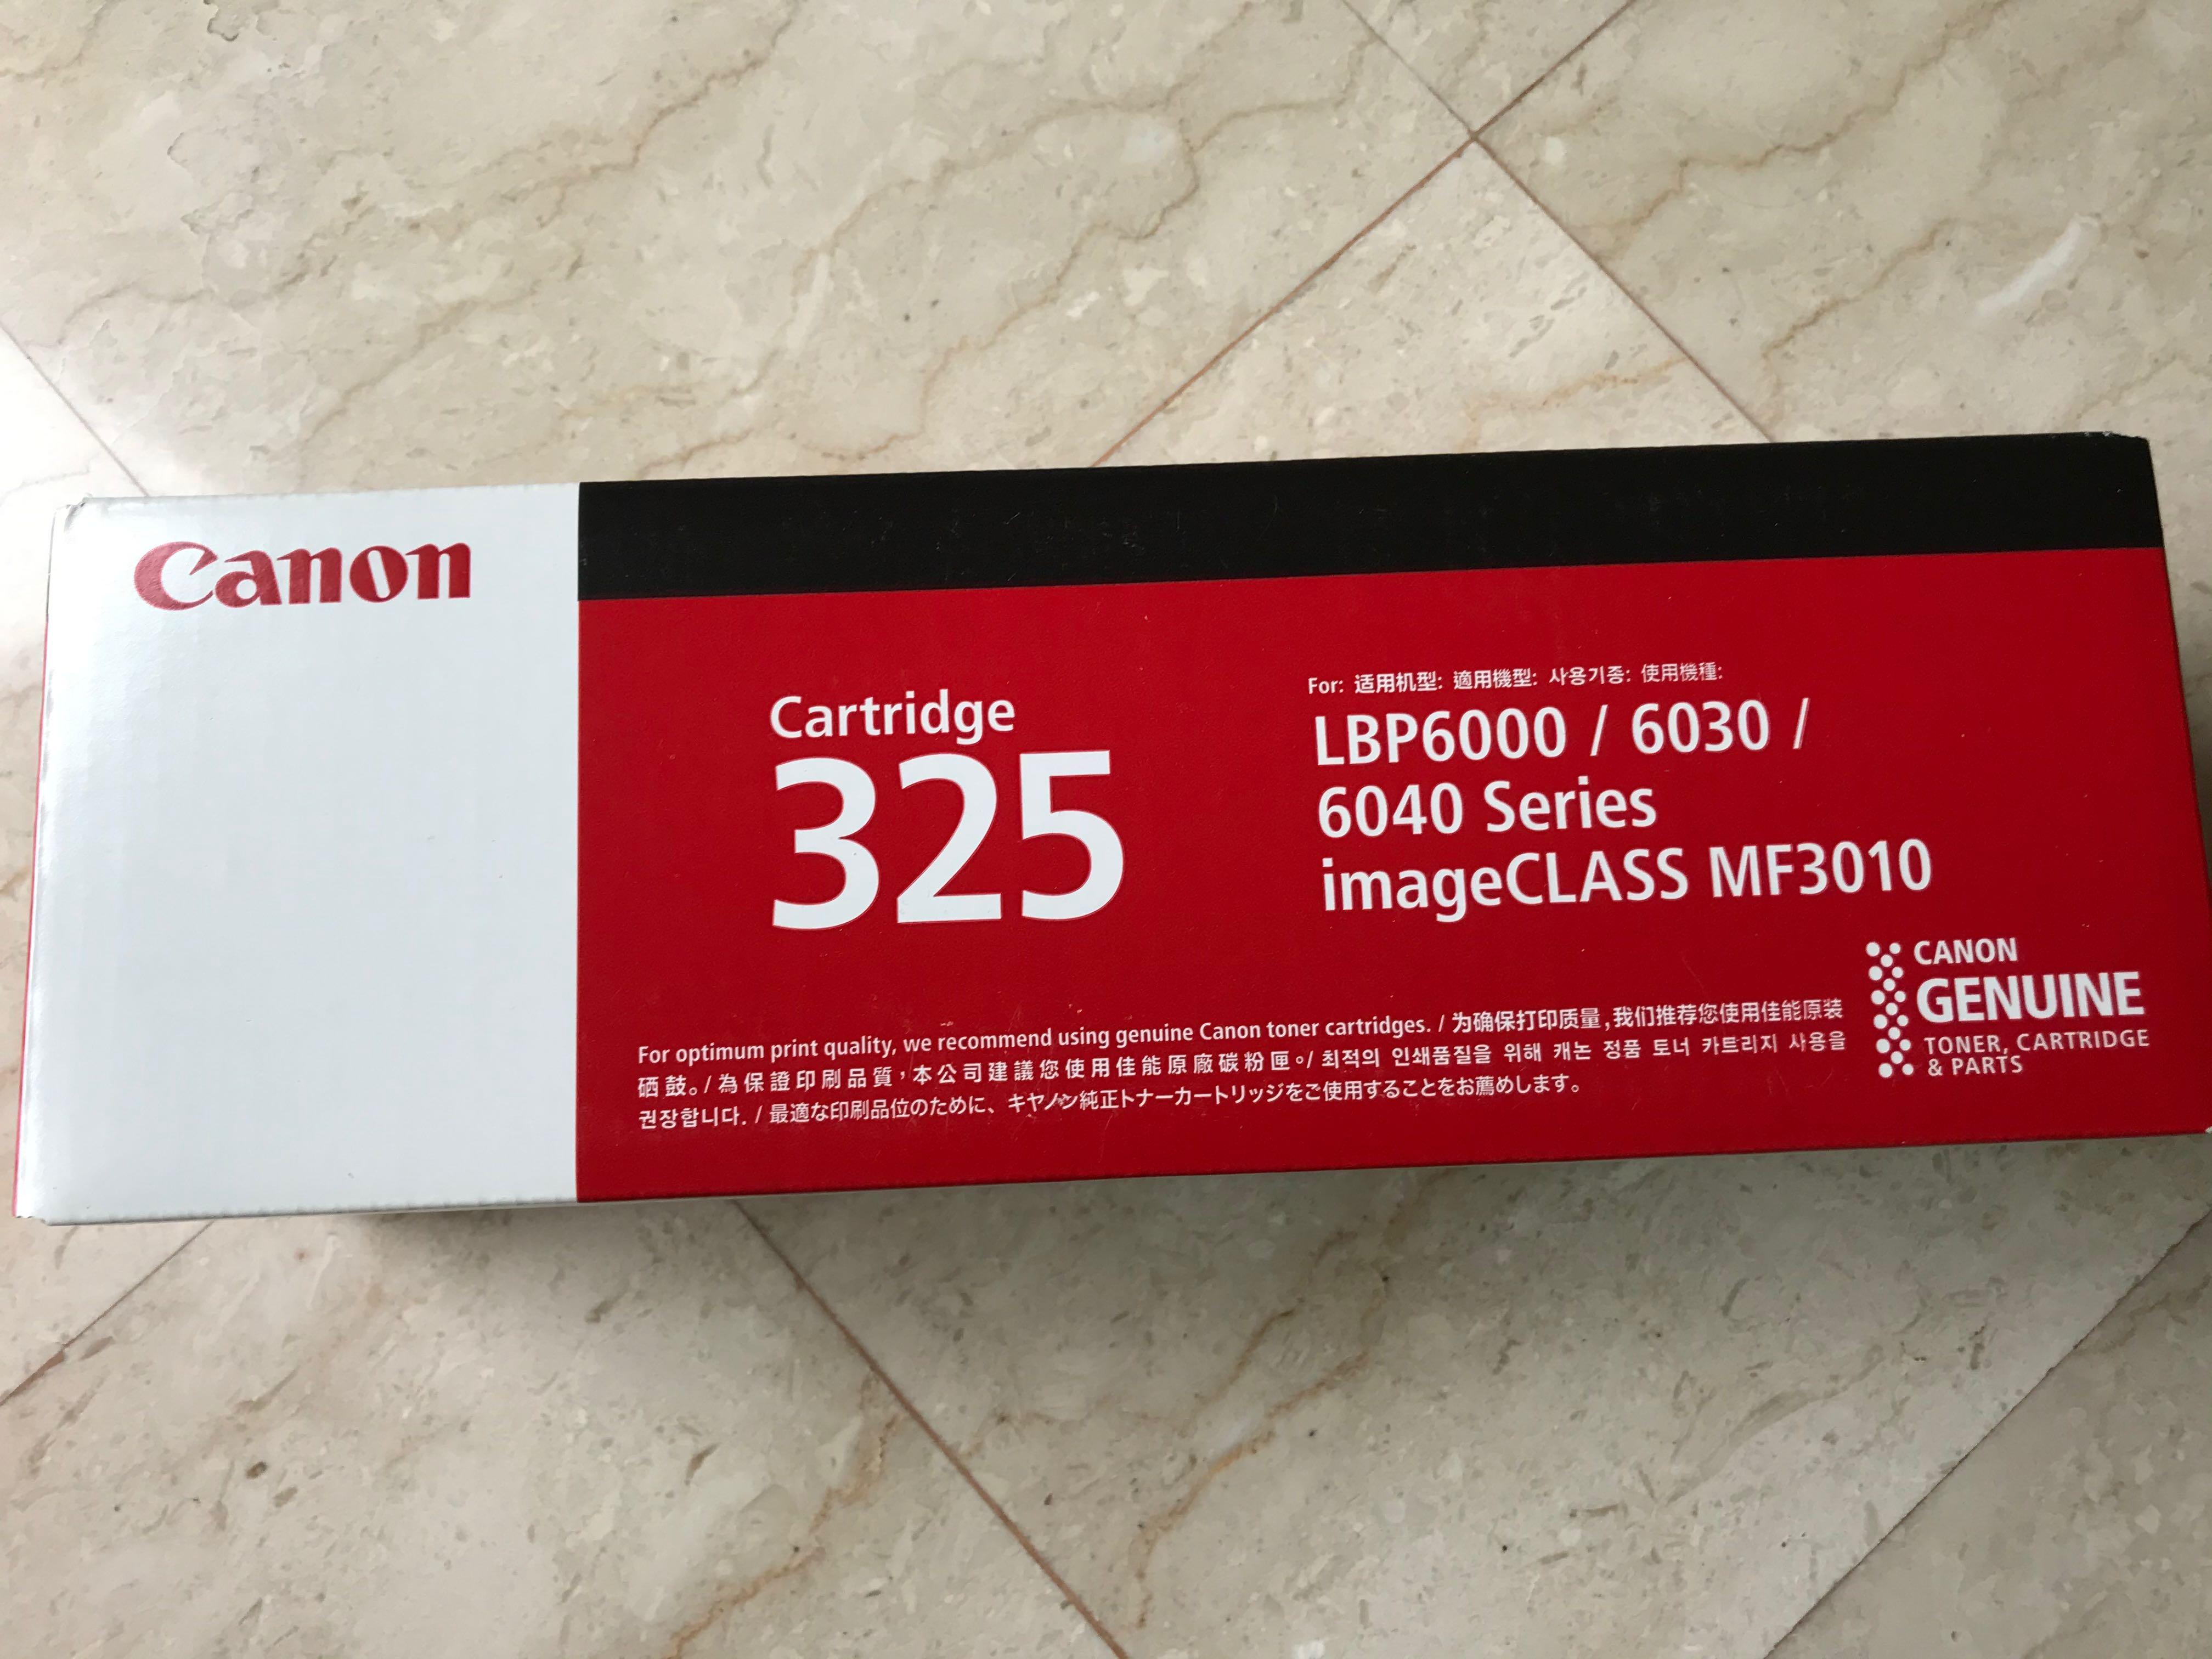 Canon
Cartridge
325
For: 适用机型: 適用機型: 사용기종: 使用機種:
LBP6000 / 6030 /
6040 Series
imageCLASS MF3010
For optimum print quality, we recommend using genuine Canon toner cartridges. / 为确保打印质量,我们推荐您使用佳能原装
硒鼓。/ 為保證印刷品質,本公司建議您使用佳能原廠碳粉匣。/ 최적의 인쇄품질을 위해 캐논 정품 토너 카트리지 사용을
권장합니다. / 最適な印刷品位のために、キヤノン純正トナーカートリッジをご使用することをお薦めします。
CANON
GENUINE
TONER, CARTRIDGE
& PARTS